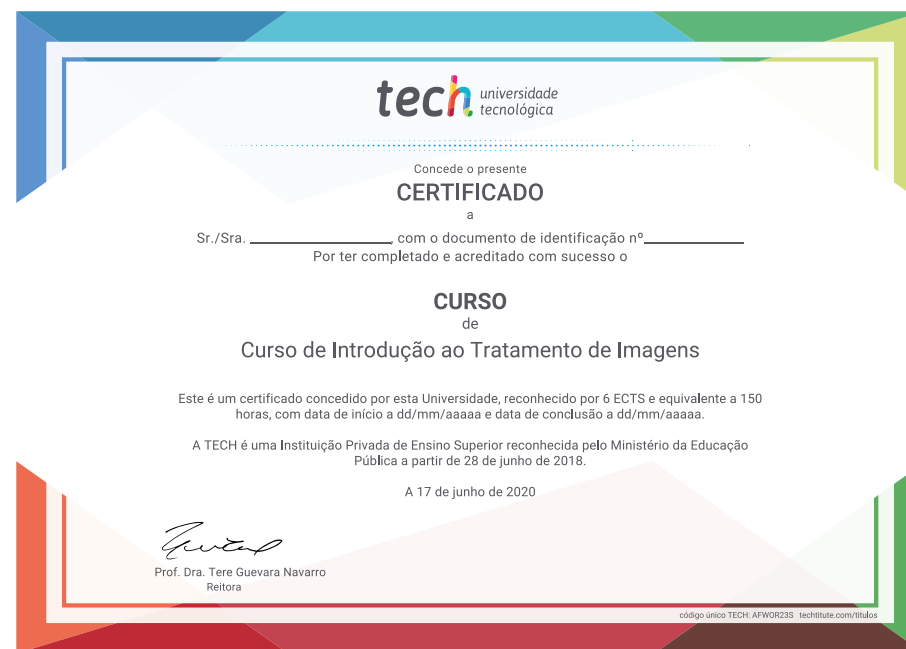 tech universidade
tecnológica
Concede o presente
CERTIFICADO
a
Sr./Sra. ____________________, com o documento de identificação nº______________
Por ter completado e acreditado com sucesso o
CURSO
de
Curso de Introdução ao Tratamento de Imagens
Este é um certificado concedido por esta Universidade, reconhecido por 6 ECTS e equivalente a 150
horas, com data de início a dd/mm/aaaaa e data de conclusão a dd/mm/aaaaa.
A TECH é uma Instituição Privada de Ensino Superior reconhecida pelo Ministério da Educação
Pública a partir de 28 de junho de 2018.
A 17 de junho de 2020
Prof. Dra. Tere Guevara Navarro
Reitora
código único TECH: AFWOR23S techtitute.com/titulos